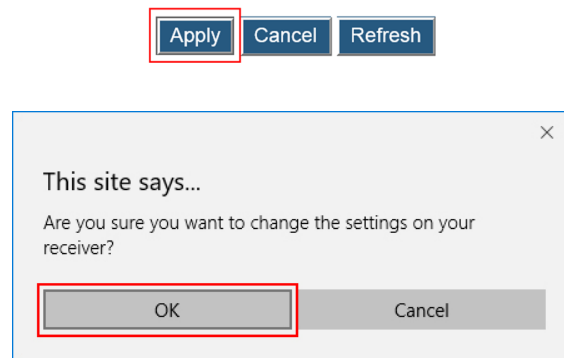 Apply Cancel Refresh
This site says...
Are you sure you want to change the settings on your
receiver?
OK Cancel